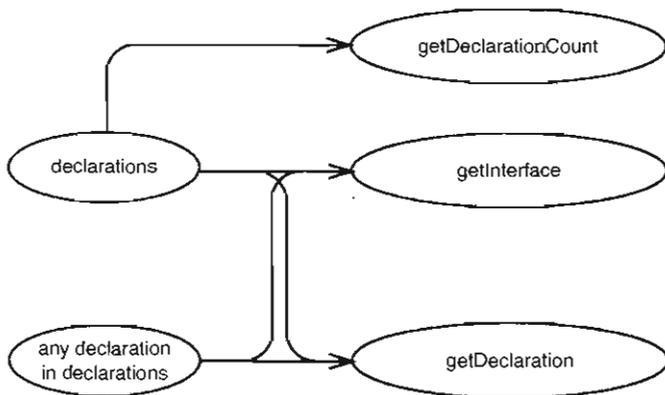 getDeclarationCount
declarations
getInterface
any declaration
in declarations
getDeclaration